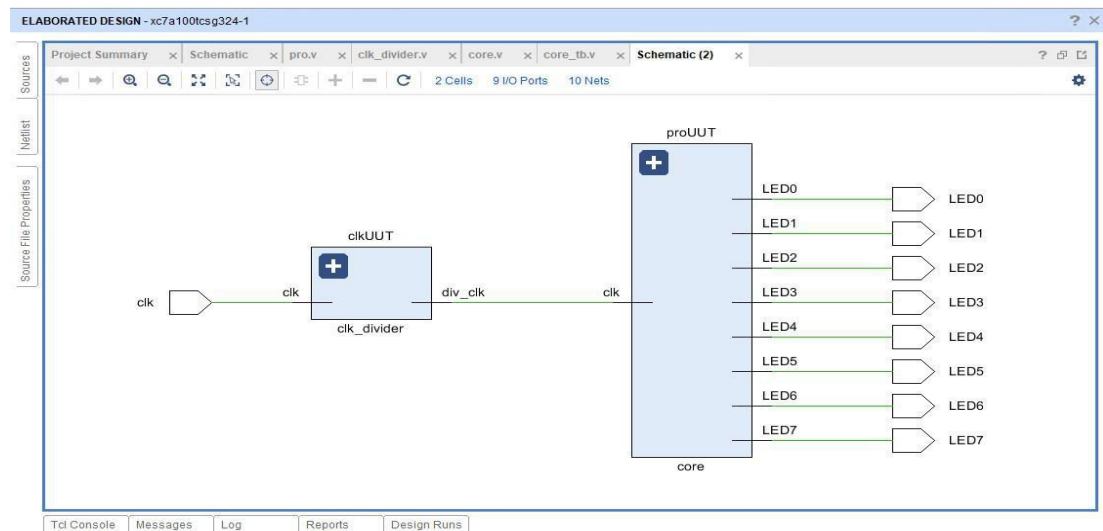 ELABORATED DESIGN - xc7a100tcsg324-1 ? ×
Project Summary × Schematic × pro.v × clk_divider.v × core.v × core_tb.v × Schematic (2) × ?
2 Cells 9 I/O Ports 10 Nets
Sources
Netlist
Source File Properties
proUUT
LED0 LED0
LED1 LED1
clkUUT
LED2 LED2
clk clk div_clk clk LED3 LED3
clk_divider
LED4 LED4
LED5 LED5
LED6 LED6
LED7 LED7
core
Tcl Console Messages Log Reports Design Runs